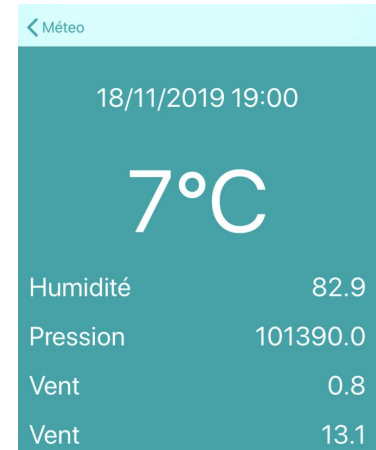 Méteo
18/11/2019 19:00
7°C
Humidité 82.9
Pression 101390.0
Vent 0.8
Vent 13.1